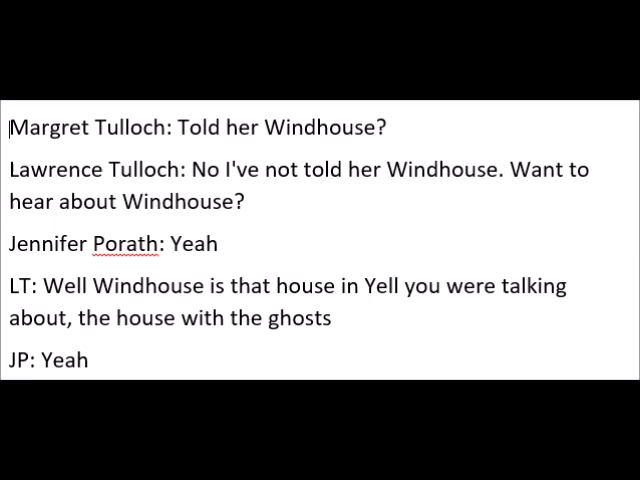 Margret Tulloch: Told her Windhouse?
Lawrence Tulloch: No I've not told her Windhouse. Want to
hear about Windhouse?
Jennifer Porath: Yeah
LT: Well Windhouse is that house in Yell you were talking
about, the house with the ghosts
JP: Yeah